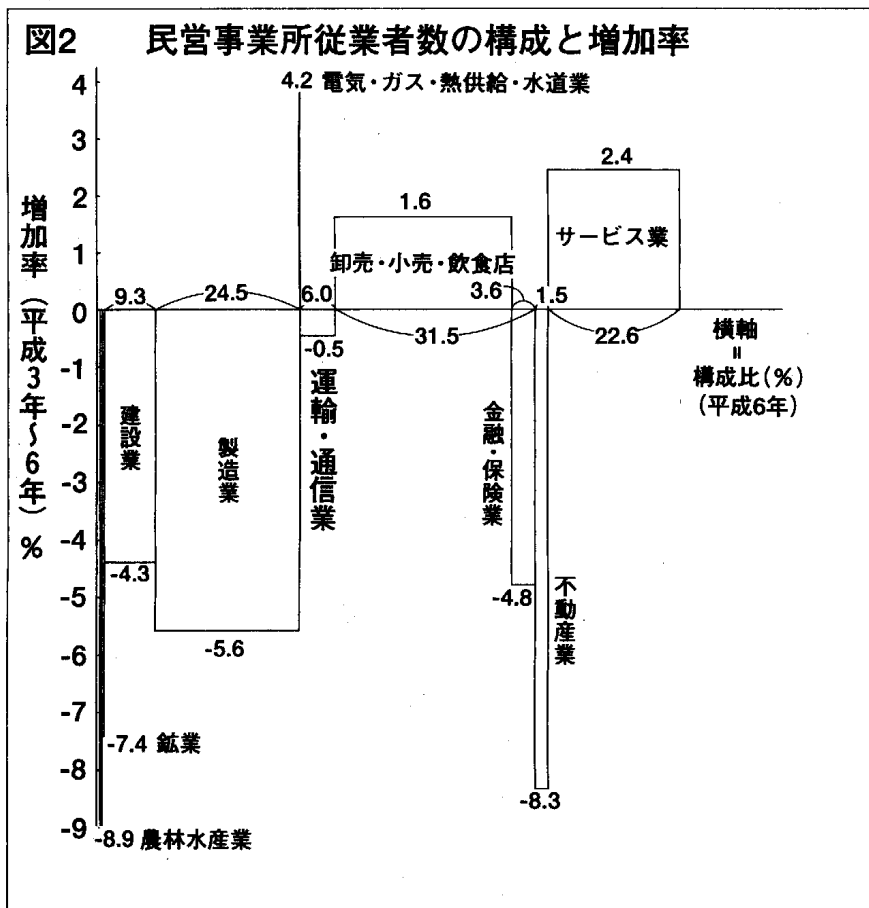 図2 民営事業所従業者数の構成と増加率
4.2 電気・ガス・熱供給・水道業
4
3
2
1
0
-1
-2
-3
-4
-5
-6
-7
-8
-9
増加率(平成3年~6年)%
2.4
サービス業
1.6
卸売・小売・飲食店
9.3
24.5
6.0
3.6
1.5
-0.5
31.5
22.6
横軸
=
構成比(%)
(平成6年)
建設業
製造業
運輸・通信業
金融・保険業
不動産業
-4.3
-4.8
-5.6
-7.4 鉱業
-8.3
-8.9 農林水産業